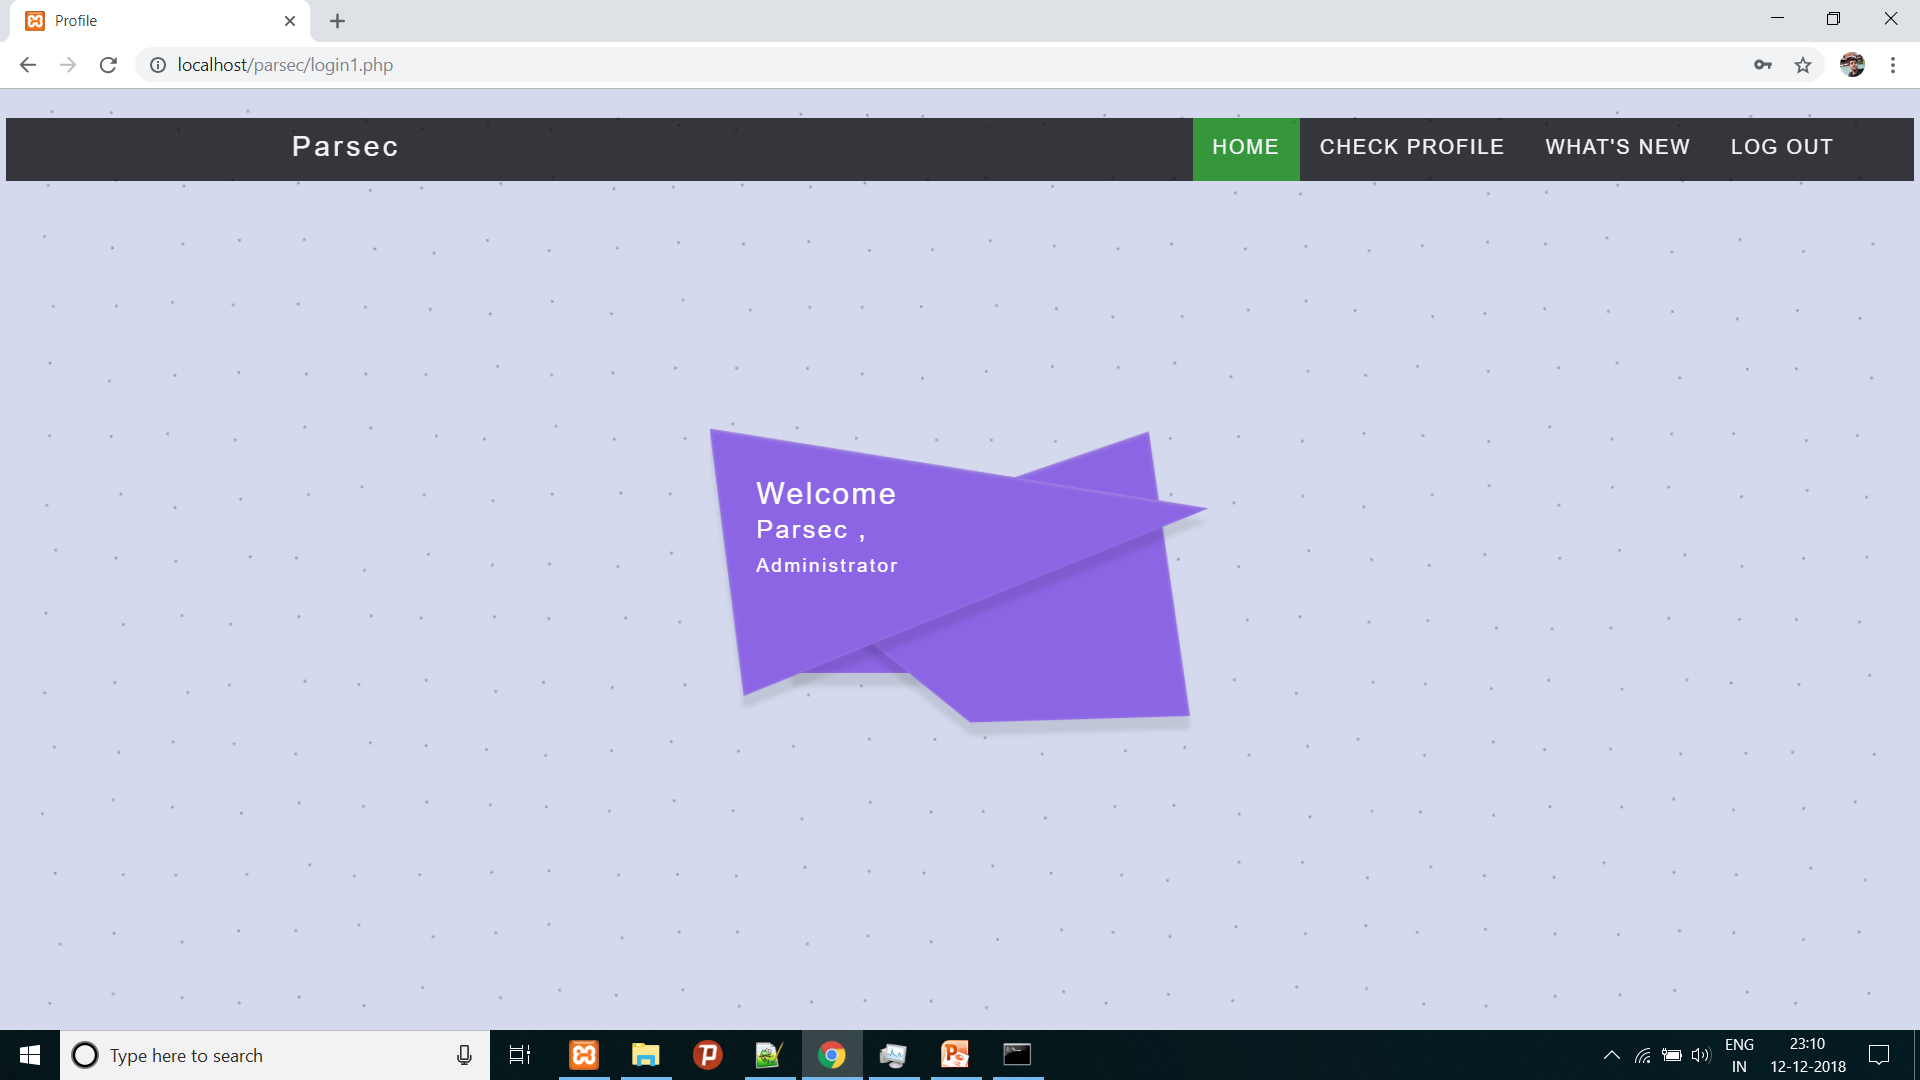 Profile
localhost/parsec/login1.php
Parsec
HOME
CHECK PROFILE
WHAT'S NEW
LOG OUT
Welcome
Parsec ,
Administrator
Type here to search
ENG
IN
23:10
12-12-2018